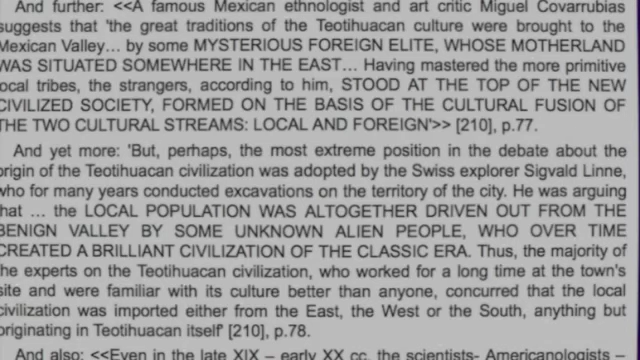 And further: <<A famous Mexican ethnologist and art critic Miguel Covarrubias
suggests that 'the great traditions of the Teotihuacan culture were brought to the
Mexican Valley... by some MYSTERIOUS FOREIGN ELITE, WHOSE MOTHERLAND
WAS SITUATED SOMEWHERE IN THE EAST... Having mastered the more primitive
ocal tribes, the strangers, according to him, STOOD AT THE TOP OF THE NEW
CIVILIZED SOCIETY, FORMED ON THE BASIS OF THE CULTURAL FUSION OF
THE TWO CULTURAL STREAMS: LOCAL AND FOREIGN'>> [210], p.77.
And yet more: 'But, perhaps, the most extreme position in the debate about the
origin of the Teotihuacan civilization was adopted by the Swiss explorer Sigvald Linne,
who for many years conducted excavations on the territory of the city. He was arguing
that ... the LOCAL POPULATION WAS ALTOGETHER DRIVEN OUT FROM THE
BENIGN VALLEY BY SOME UNKNOWN ALIEN PEOPLE, WHO OVER TIME
CREATED A BRILLIANT CIVILIZATION OF THE CLASSIC ERA. Thus, the majority of
the experts on the Teotihuacan civilization, who worked for a long time at the town's
site and were familiar with its culture better than anyone, concurred that the local
civilization was imported either from the East, the West or the South, anything but
originating in Teotihuacan itself' [210], p.78.
And also: <<Even in the late XIX – early XX cc. the scientists- Americanologists –